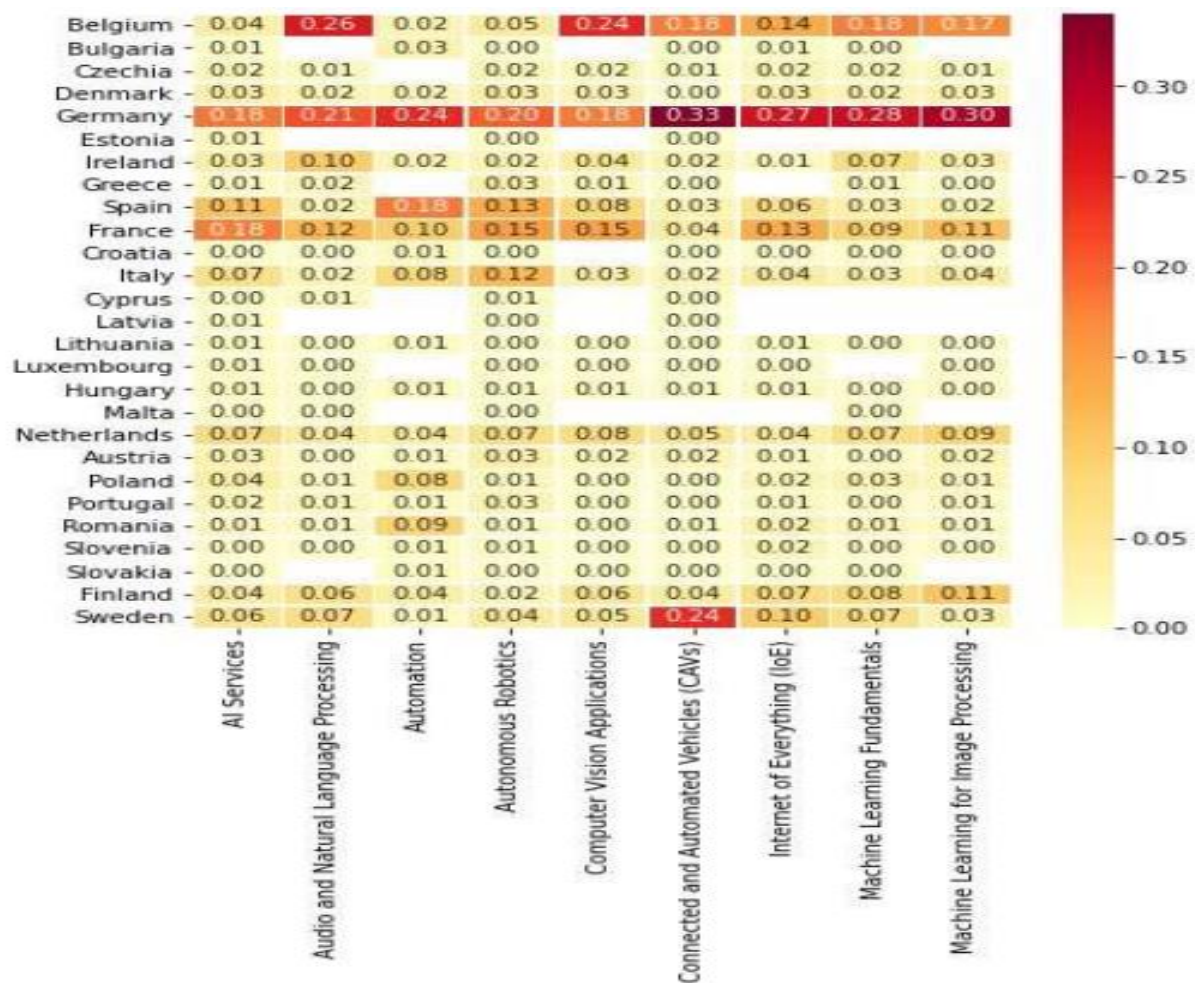 Belgium 0.04 0.26 0.02 0.05 0.24 0.18 0.14 0.18 0.17
Bulgaria 0.01 0.03 0.00 0.00 0.01 0.00
Czechia 0.02 0.01 0.02 0.02 0.01 0.02 0.02 0.01
Denmark 0.03 0.02 0.02 0.03 0.03 0.00 0.03 0.02 0.03
Germany 0.18 0.21 0.24 0.20 0.18 0.33 0.27 0.28 0.30
Estonia 0.01 0.00 0.00
Ireland 0.03 0.10 0.02 0.02 0.04 0.02 0.01 0.07 0.03
Greece 0.01 0.02 0.03 0.01 0.00 0.01 0.00
Spain 0.11 0.02 0.18 0.13 0.08 0.03 0.06 0.03 0.02
France 0.18 0.12 0.10 0.15 0.15 0.04 0.13 0.09 0.11
Croatia 0.00 0.00 0.01 0.00 0.00 0.00 0.00 0.00
Italy 0.07 0.02 0.08 0.12 0.03 0.02 0.04 0.03 0.04
Cyprus 0.00 0.01 0.01 0.00
Latvia 0.01 0.00 0.00
Lithuania 0.01 0.00 0.01 0.00 0.00 0.00 0.01 0.00 0.00
Luxembourg 0.01 0.00 0.00 0.00 0.00 0.00 0.00
Hungary 0.01 0.00 0.01 0.01 0.01 0.01 0.01 0.00 0.00
Malta 0.00 0.00 0.00 0.00
Netherlands 0.07 0.04 0.04 0.07 0.08 0.05 0.04 0.07 0.09
Austria 0.03 0.00 0.01 0.03 0.02 0.02 0.01 0.00 0.02
Poland 0.04 0.01 0.08 0.01 0.00 0.00 0.02 0.03 0.01
Portugal 0.02 0.01 0.01 0.03 0.00 0.00 0.01 0.00 0.01
Romania 0.01 0.01 0.09 0.01 0.00 0.01 0.02 0.01 0.01
Slovenia 0.00 0.00 0.01 0.01 0.00 0.00 0.02 0.00 0.00
Slovakia 0.00 0.01 0.00 0.00 0.00 0.00 0.00
Finland 0.04 0.06 0.04 0.02 0.06 0.04 0.07 0.08 0.11
Sweden 0.06 0.07 0.01 0.04 0.05 0.24 0.10 0.07 0.03
AI Services
Audio and Natural Language Processing
Automation
Autonomous Robotics
Computer Vision Applications
Connected and Automated Vehicles (CAVs)
Internet of Everything (IoE)
Machine Learning Fundamentals
Machine Learning for Image Processing
0.30
0.25
0.20
0.15
0.10
0.05
0.00